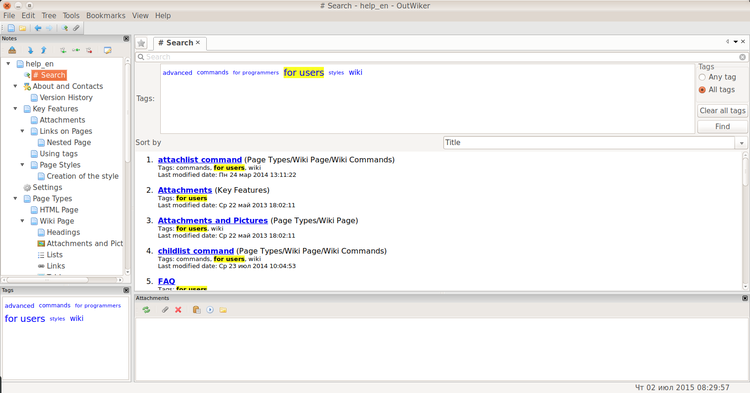 # Search - help_en - OutWiker
File Edit Tree Tools Bookmarks View Help
Notes
help_en
# Search
About and Contacts
Version History
Key Features
Attachments
Links on Pages
Nested Page
Using tags
Page Styles
Creation of the style
Settings
Page Types
HTML Page
Wiki Page
Headings
Attachments and Pict
Lists
Links
Tags
advanced commands for programmers
for users styles wiki
# Search
Search
Tags:
advanced commands for programmers for users styles wiki
Tags
Any tag
All tags
Clear all tags
Find
Sort by
Title
1. attachlist command (Page Types/Wiki Page/Wiki Commands)
Tags: commands, for users, wiki
Last modified date: Пн 24 мар 2014 13:11:22
2. Attachments (Key Features)
Tags: for users
Last modified date: Ср 22 май 2013 18:02:11
3. Attachments and Pictures (Page Types/Wiki Page)
Tags: for users, wiki
Last modified date: Ср 22 май 2013 18:02:11
4. childlist command (Page Types/Wiki Page/Wiki Commands)
Tags: commands, for users, wiki
Last modified date: Ср 23 июл 2014 10:04:53
5. FAQ
Tags: for users
Attachments
Чт 02 июл 2015 08:29:57